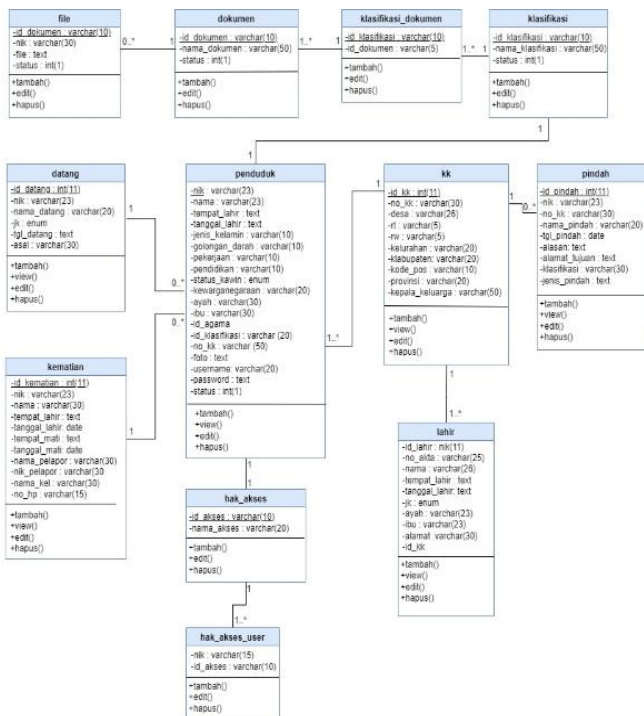 file
-id_dokumen : varchar(10)
-nik : varchar(30)
-file : text
-status : int(1)
+tambah()
+edit()
+hapus()
0..*
1
dokumen
-id_dokumen : varchar(10)
-nama_dokumen : varchar(50)
-status : int(1)
+tambah()
+edit()
+hapus()
1..*
1
klasifikasi_dokumen
-id_klasifikasi : varchar(10)
-id_dokumen : varchar(5)
+tambah()
+edit()
+hapus()
1..*
1
klasifikasi
-id_klasifikasi : varchar(10)
-nama_klasifikasi : varchar(50)
-status : int(1)
+tambah()
+edit()
+hapus()
1
1
datang
-id_datang : int(11)
-nik : varchar(23)
-nama_datang : varchar(20)
-jk : enum
-tgl_datang : text
-asal : varchar(30)
+tambah()
+view()
+edit()
+hapus()
1
0..*
penduduk
-nik : varchar(23)
-nama : varchar(23)
-tempat_lahir : text
-tanggal_lahir : text
-jenis_kelamin : varchar(10)
-golongan_darah : varchar(10)
-pekerjaan : varchar(10)
-pendidikan : varchar(10)
-status_kawin : enum
-kewarganegaraan : varchar(20)
-ayah : varchar(30)
-ibu : varchar(30)
-id_agama
-id_klasifikasi : varchar (20)
-no_kk : varchar (50)
-foto : text
-username : varchar(20)
-password : text
-status : int(1)
+tambah()
+view()
+edit()
+hapus()
1
1..*
kk
-id_kk : int(11)
-no_kk : varchar(30)
-desa : varchar(26)
-rt : varchar(5)
-rw : varchar(5)
-kelurahan : varchar(20)
-klabupaten : varchar(20)
-kode_pos : varchar(10)
-provinsi : varchar(20)
-kepala_keluarga : varchar(50)
+tambah()
+view()
+edit()
+hapus()
1
0..*
pindah
-id_pindah : int(11)
-nik : varchar(23)
-no_kk : varchar(30)
-nama_pindah : varchar(20)
-tgl_pindah : date
-alasan : text
-alamat_tujuan : text
-klasifikasi : varchar(30)
-jenis_pindah : text
+tambah()
+view()
+edit()
+hapus()
kematian
-id_kematian : int(11)
-nik : varchar(23)
-nama : varchar(30)
-tempat_lahir : text
-tanggal_lahir: date
-tempat_mati : text
-tanggal_mati: date
-nama_pelapor : varchar(30)
-nik_pelapor : varchar(30
-nama_kel : varchar(30)
-no_hp : varchar(15)
+tambah()
+view()
+edit()
+hapus()
0..*
1
1
1
hak_akses
-id_akses : varchar(10)
-nama_akses : varchar(20)
+tambah()
+edit()
+hapus()
1
1..*
hak_akses_user
-nik : varchar(15)
-id_akses : varchar(10)
+tambah()
+edit()
+hapus()
1
1..*
lahir
-id_lahir : nik(11)
-no_akta : varchar(25)
-nama : varchar(26)
-tempat_lahir : text
-tanggal_lahir: text
-jk : enum
-ayah : varchar(23)
-ibu : varchar(23)
-alamat : varchar(30)
-id_kk
+tambah()
+view()
+edit()
+hapus()